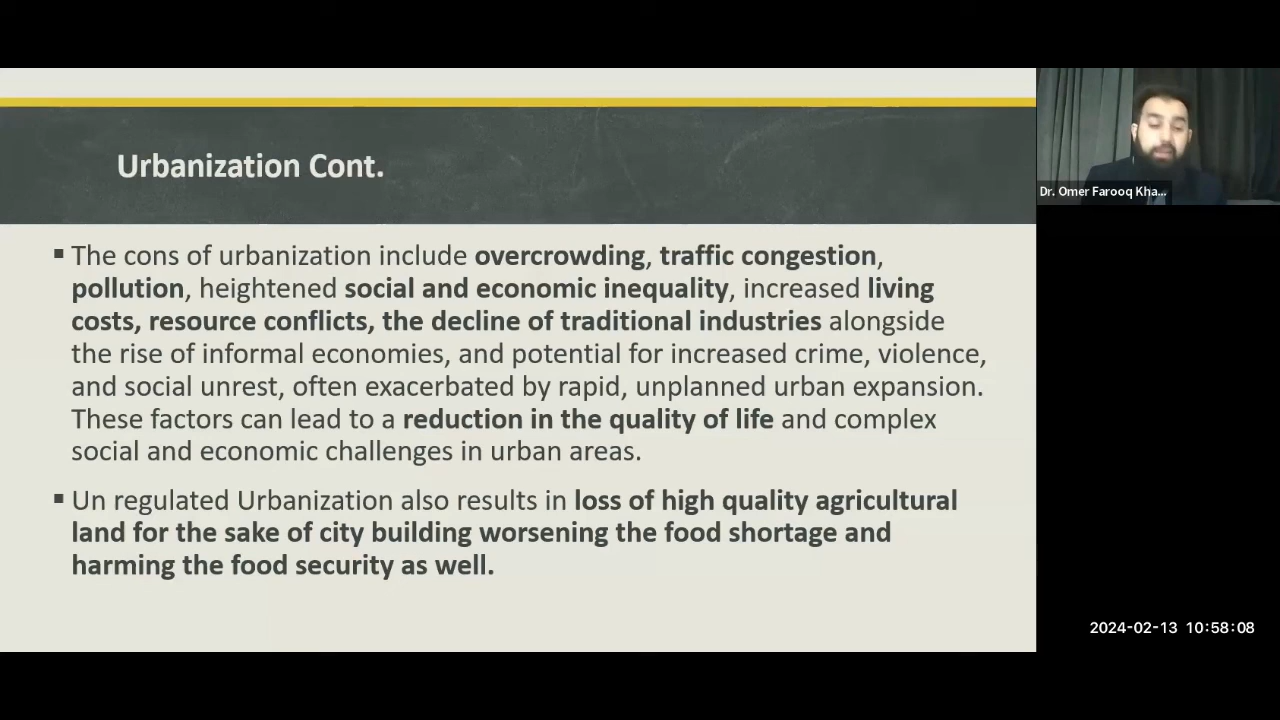 Urbanization Cont.
▪ The cons of urbanization include overcrowding, traffic congestion,
pollution, heightened social and economic inequality, increased living
costs, resource conflicts, the decline of traditional industries alongside
the rise of informal economies, and potential for increased crime, violence,
and social unrest, often exacerbated by rapid, unplanned urban expansion.
These factors can lead to a reduction in the quality of life and complex
social and economic challenges in urban areas.
▪ Un regulated Urbanization also results in loss of high quality agricultural
land for the sake of city building worsening the food shortage and
harming the food security as well.
Dr. Omer Farooq Kha...
2024-02-13 10:58:08